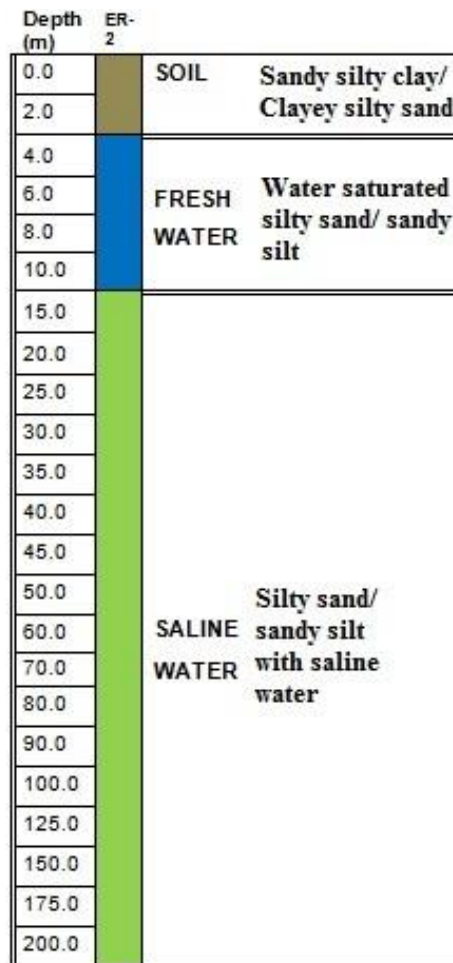 Depth ER-
(m) 2
0.0 SOIL Sandy silty clay/
2.0 Clayey silty sand
4.0
6.0 FRESH Water saturated
8.0 WATER silty sand/ sandy
10.0 silt
15.0
20.0
25.0
30.0
35.0
40.0
45.0
50.0 Silty sand/
60.0 SALINE sandy silt
70.0 WATER with saline
80.0 water
90.0
100.0
125.0
150.0
175.0
200.0